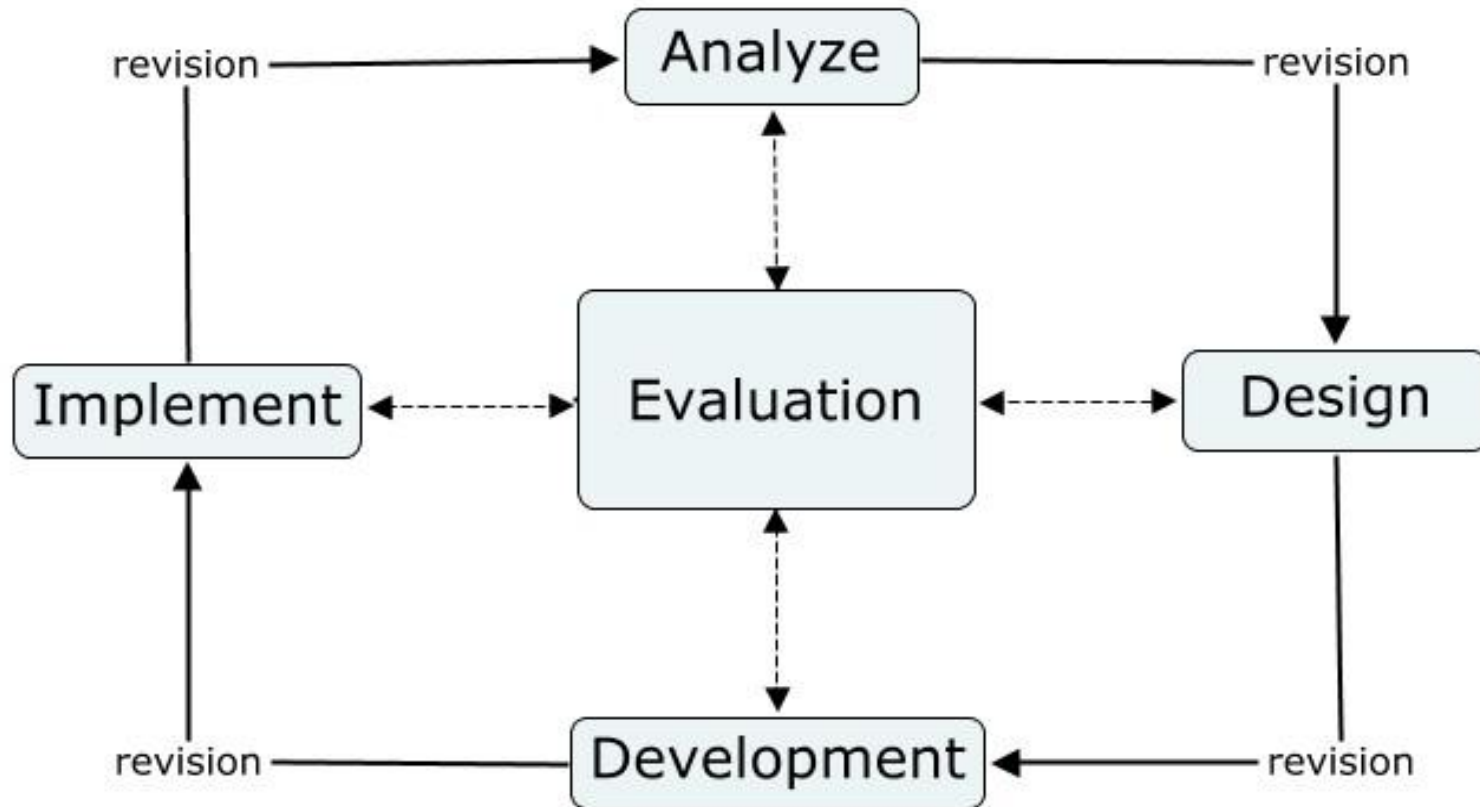 revision
Analyze
revision
Implement
Evaluation
Design
revision
Development
revision